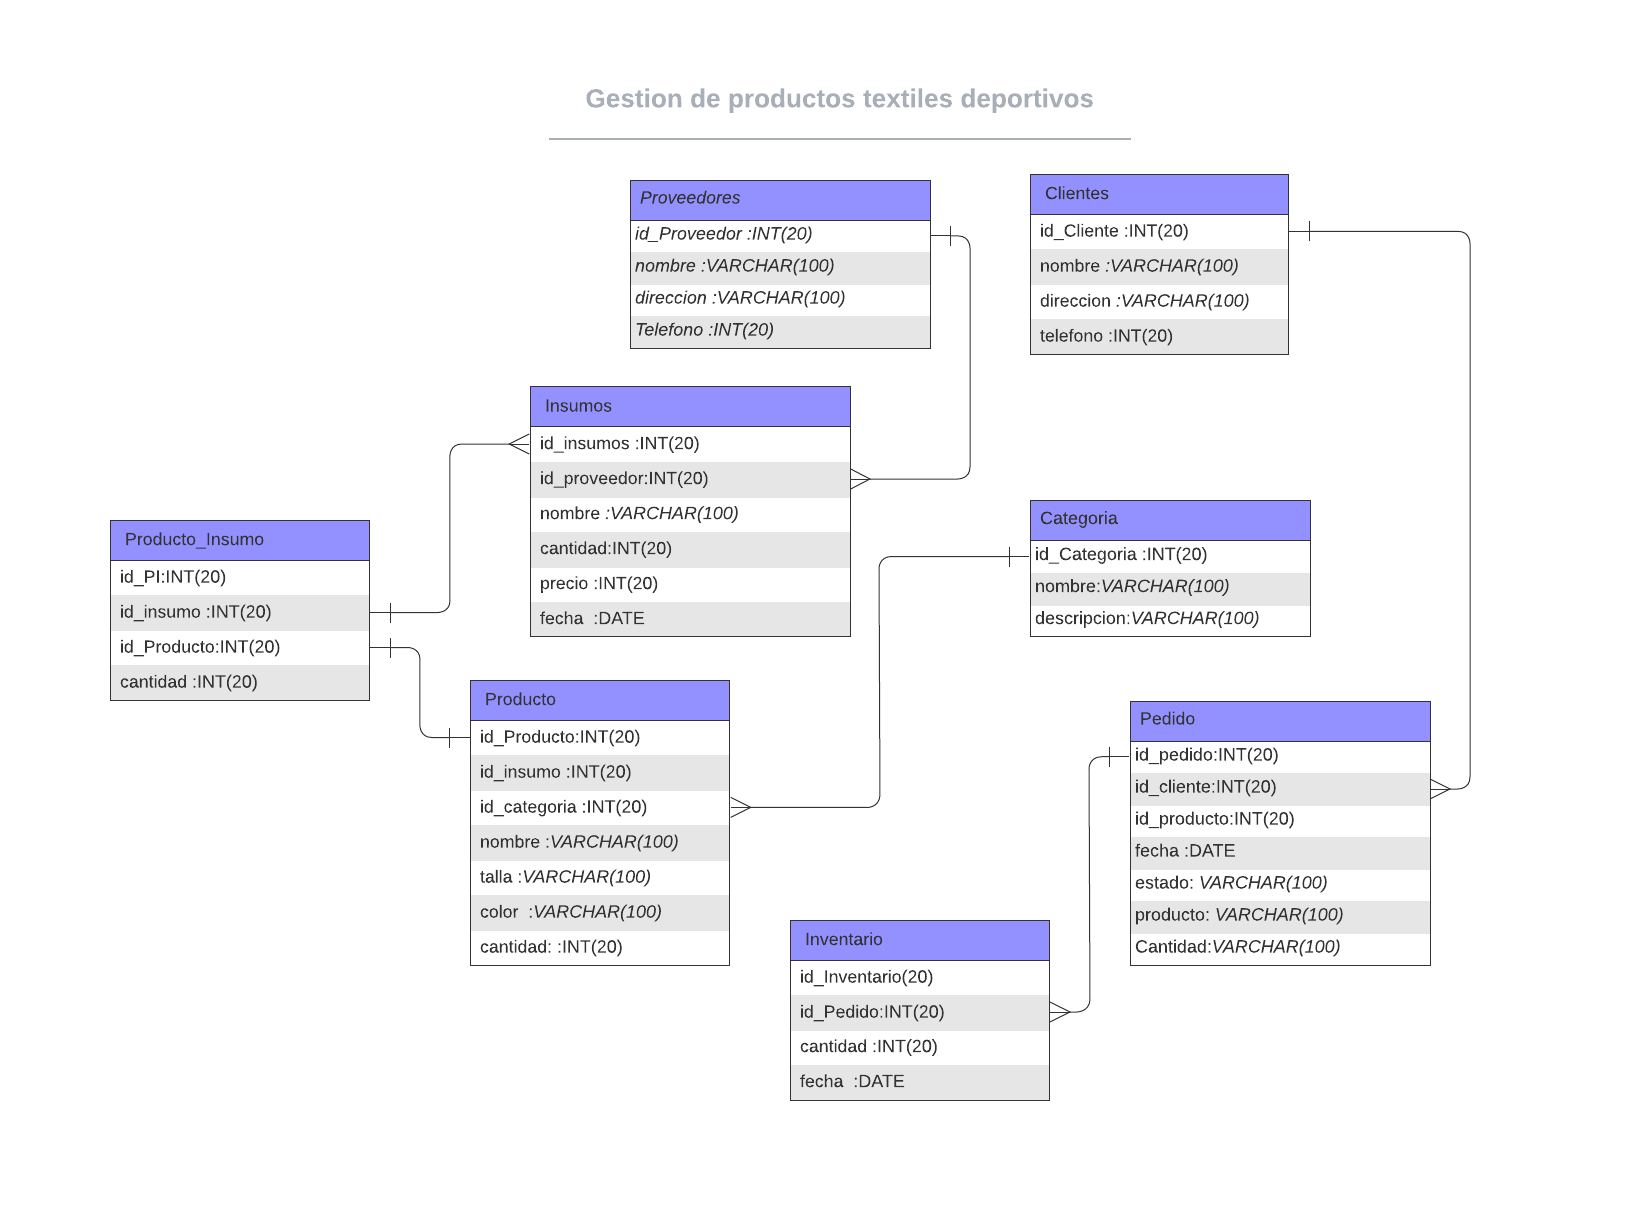 Gestion de productos textiles deportivos
Proveedores
id_Proveedor :INT(20)
nombre :VARCHAR(100)
direccion :VARCHAR(100)
Telefono :INT(20)
Clientes
id_Cliente :INT(20)
nombre :VARCHAR(100)
direccion :VARCHAR(100)
telefono :INT(20)
Insumos
id_insumos :INT(20)
id_proveedor:INT(20)
nombre :VARCHAR(100)
cantidad:INT(20)
precio :INT(20)
fecha  :DATE
Categoria
id_Categoria :INT(20)
nombre:VARCHAR(100)
descripcion:VARCHAR(100)
Producto_Insumo
id_PI:INT(20)
id_insumo :INT(20)
id_Producto:INT(20)
cantidad :INT(20)
Producto
id_Producto:INT(20)
id_insumo :INT(20)
id_categoria :INT(20)
nombre :VARCHAR(100)
talla :VARCHAR(100)
color  :VARCHAR(100)
cantidad: :INT(20)
Pedido
id_pedido:INT(20)
id_cliente:INT(20)
id_producto:INT(20)
fecha :DATE
estado: VARCHAR(100)
producto: VARCHAR(100)
Cantidad:VARCHAR(100)
Inventario
id_Inventario(20)
id_Pedido:INT(20)
cantidad :INT(20)
fecha  :DATE